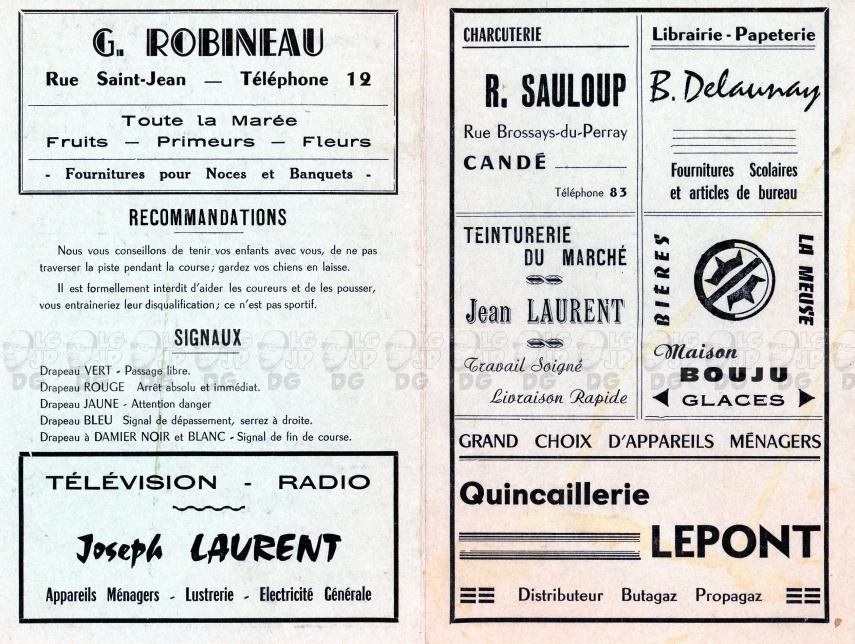 G. ROBINEAU
Rue Saint-Jean — Téléphone 12
Toute la Marée
Fruits — Primeurs — Fleurs
- Fournitures pour Noces et Banquets -
RECOMMANDATIONS
Nous vous conseillons de tenir vos enfants avec vous, de ne pas
traverser la piste pendant la course ; gardez vos chiens en laisse.
Il est formellement interdit d'aider les coureurs et de les pousser,
vous entraineriez leur disqualification ; ce n'est pas sportif.
SIGNAUX
Drapeau VERT - Passage libre.
Drapeau ROUGE Arrêt absolu et immédiat.
Drapeau JAUNE - Attention danger
Drapeau BLEU Signal de dépassement, serrez à droite.
Drapeau à DAMIER NOIR et BLANC - Signal de fin de course.
TÉLÉVISION - RADIO
Joseph LAURENT
Appareils Ménagers - Lustrerie - Electricité Générale
CHARCUTERIE
R. SAULOUP
Rue Brossays-du-Perray
CANDÉ
Téléphone 83
Librairie - Papeterie
B. Delaunay
Fournitures Scolaires
et articles de bureau
TEINTURERIE
DU MARCHÉ
Jean LAURENT
Travail Soigné
Livraison Rapide
BIÈRES
LA MEUSE
Maison
BOUJU
GLACES
GRAND CHOIX D'APPAREILS MÉNAGERS
Quincaillerie
LEPONT
Distributeur Butagaz Propagaz
LG JP DG